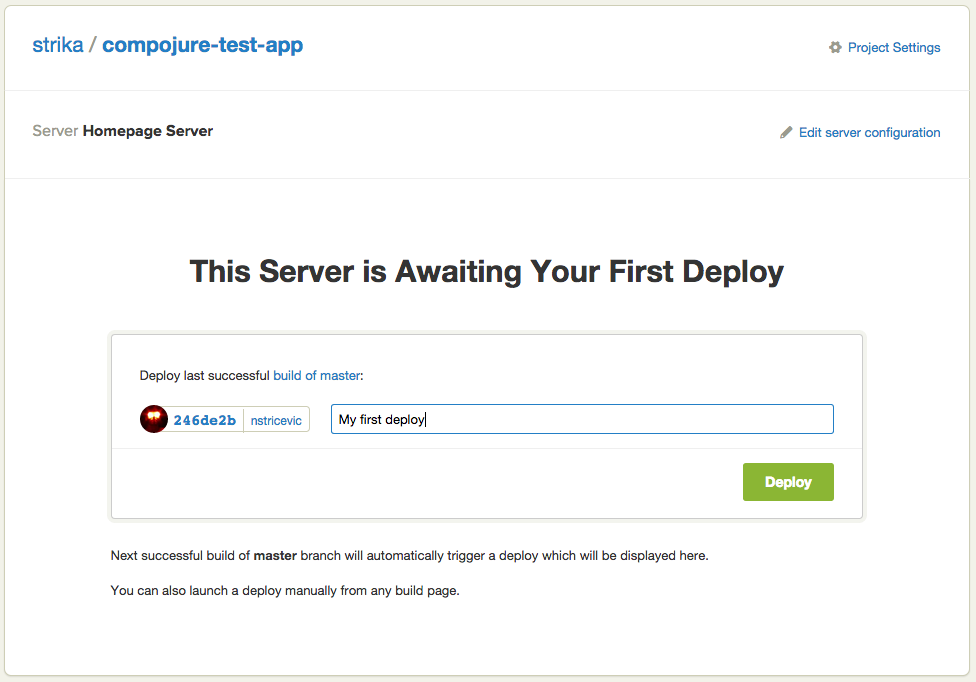 strika / compojure-test-app
Project Settings
Server Homepage Server
Edit server configuration
This Server is Awaiting Your First Deploy
Deploy last successful build of master:
246de2b nstricevic My first deploy
Deploy
Next successful build of master branch will automatically trigger a deploy which will be displayed here.
You can also launch a deploy manually from any build page.